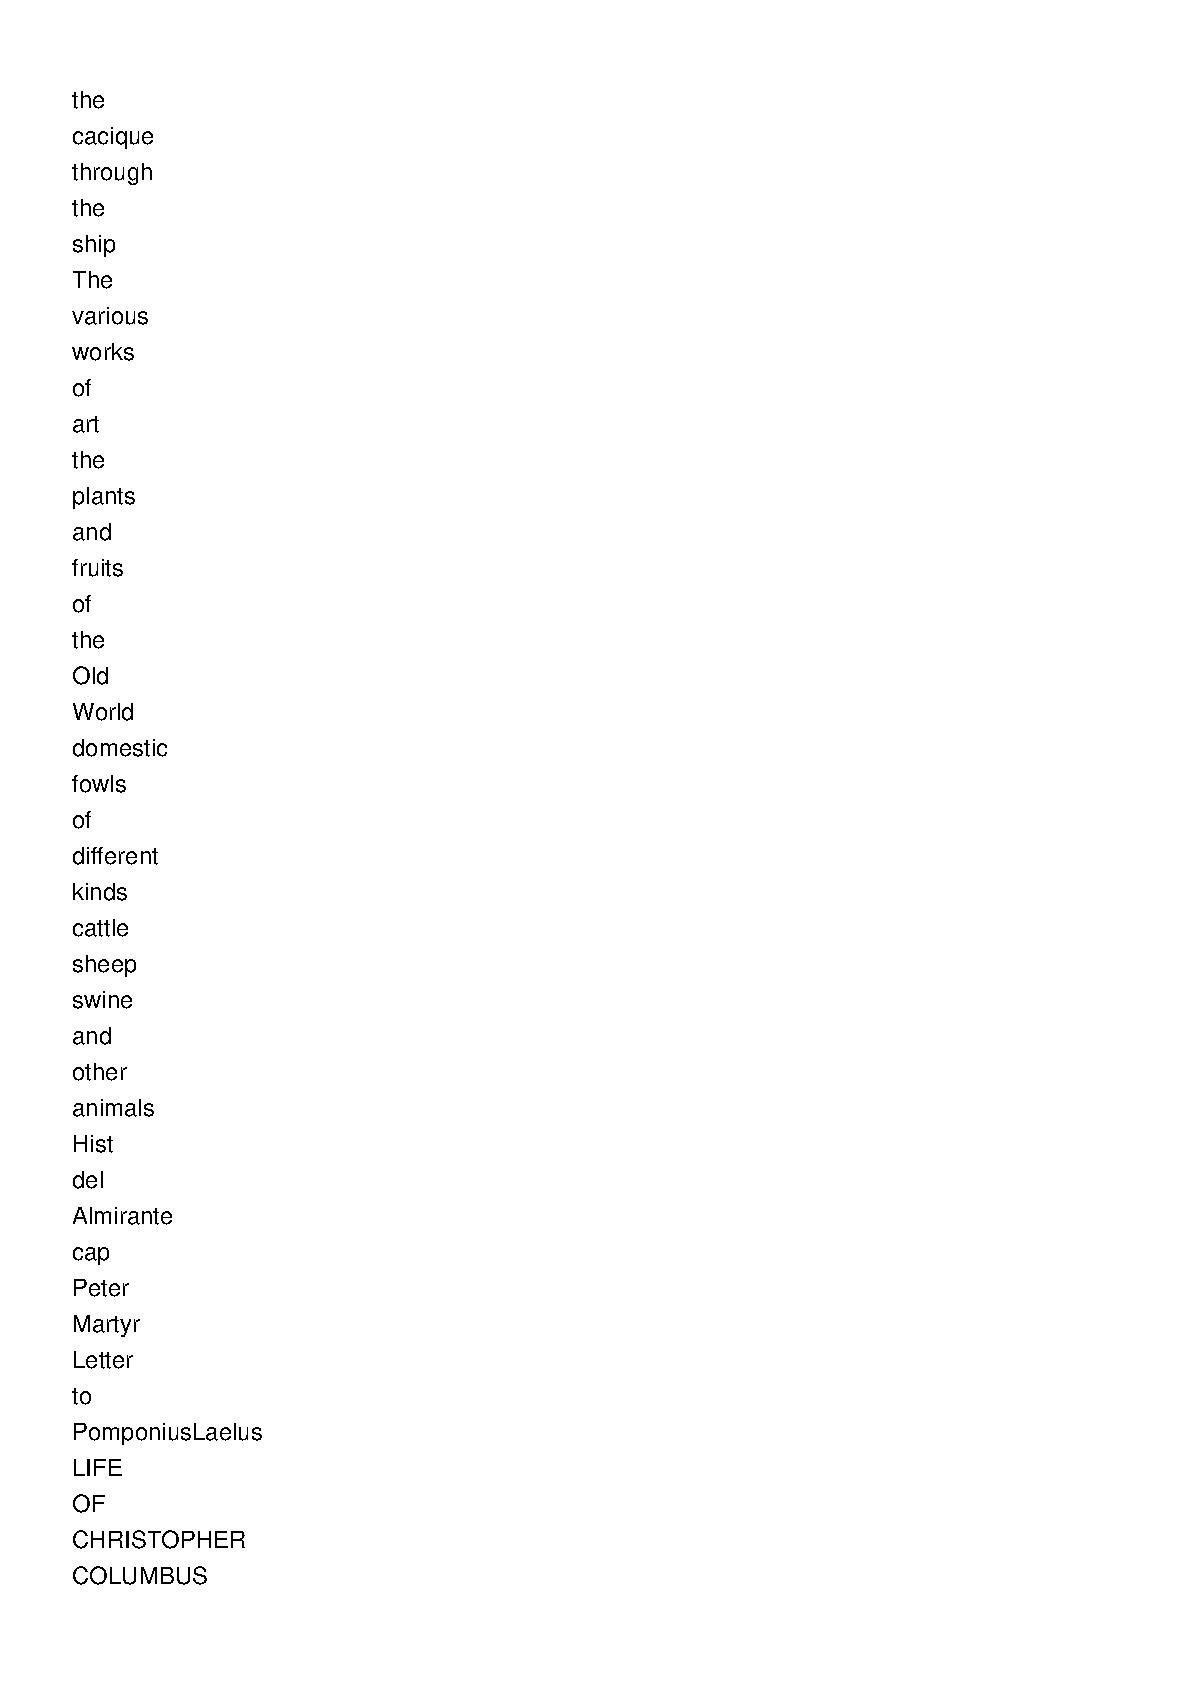 the
cacique
through
the
ship
The
various
works
of
art
the
plants
and
fruits
of
the
Old
World
domestic
fowls
of
different
kinds
cattle
sheep
swine
and
other
animals
Hist
del
Almirante
cap
Peter
Martyr
Letter
to
PomponiusLaelus
LIFE
OF
CHRISTOPHER
COLUMBUS